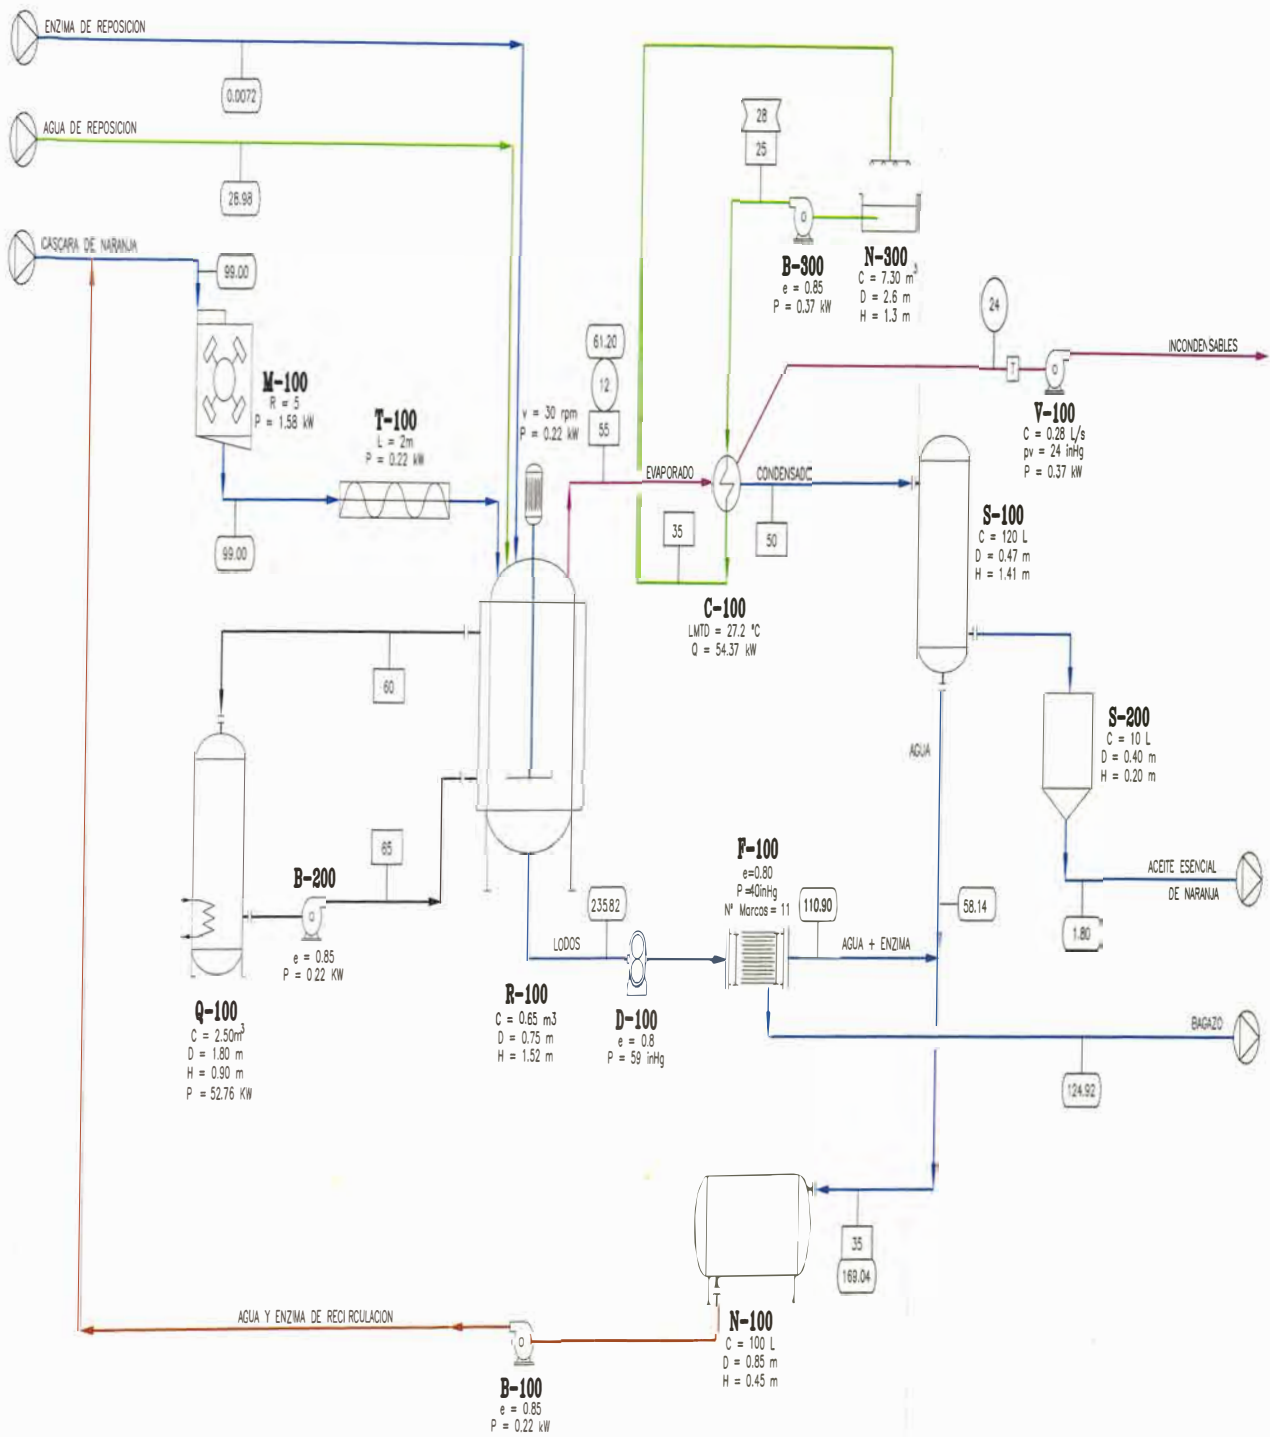 ENZIMA DE REPOSICION
0.0072
AGUA DE REPOSICION
26.98
CASCARA DE NARANJA
99.00
M-100
R = 5
P = 1.58 kW
T-100
L = 2m
P = 0.22 kW
99.00
v = 30 rpm
P = 0.22 kW
61.20
12
55
EVAPORADO
28
25
B-300
e = 0.85
P = 0.37 kW
N-300
C = 7.30 m3
D = 2.6 m
H = 1.3 m
24
T
INCONDENSABLES
V-100
C = 0.28 L/s
pv = 24 inHg
P = 0.37 kW
CONDENSADO
35
50
C-100
LMTD = 27.2 °C
Q = 54.37 kW
S-100
C = 120 L
D = 0.47 m
H = 1.41 m
60
65
B-200
e = 0.85
P = 0.22 KW
Q-100
C = 2.50m3
D = 1.80 m
H = 0.90 m
P = 52.76 KW
AGUA
S-200
C = 10 L
D = 0.40 m
H = 0.20 m
F-100
e=0.80
P=40inHg
Nº Marcos = 11
235.82
LODOS
R-100
C = 0.65 m3
D = 0.75 m
H = 1.52 m
D-100
e = 0.8
P = 59 inHg
110.90
AGUA + ENZIMA
58.14
ACEITE ESENCIAL
DE NARANJA
1.80
BAGAZO
124.92
35
169.04
N-100
C = 100 L
D = 0.85 m
H = 0.45 m
AGUA Y ENZIMA DE RECIRCULACION
B-100
e = 0.85
P = 0.22 kW